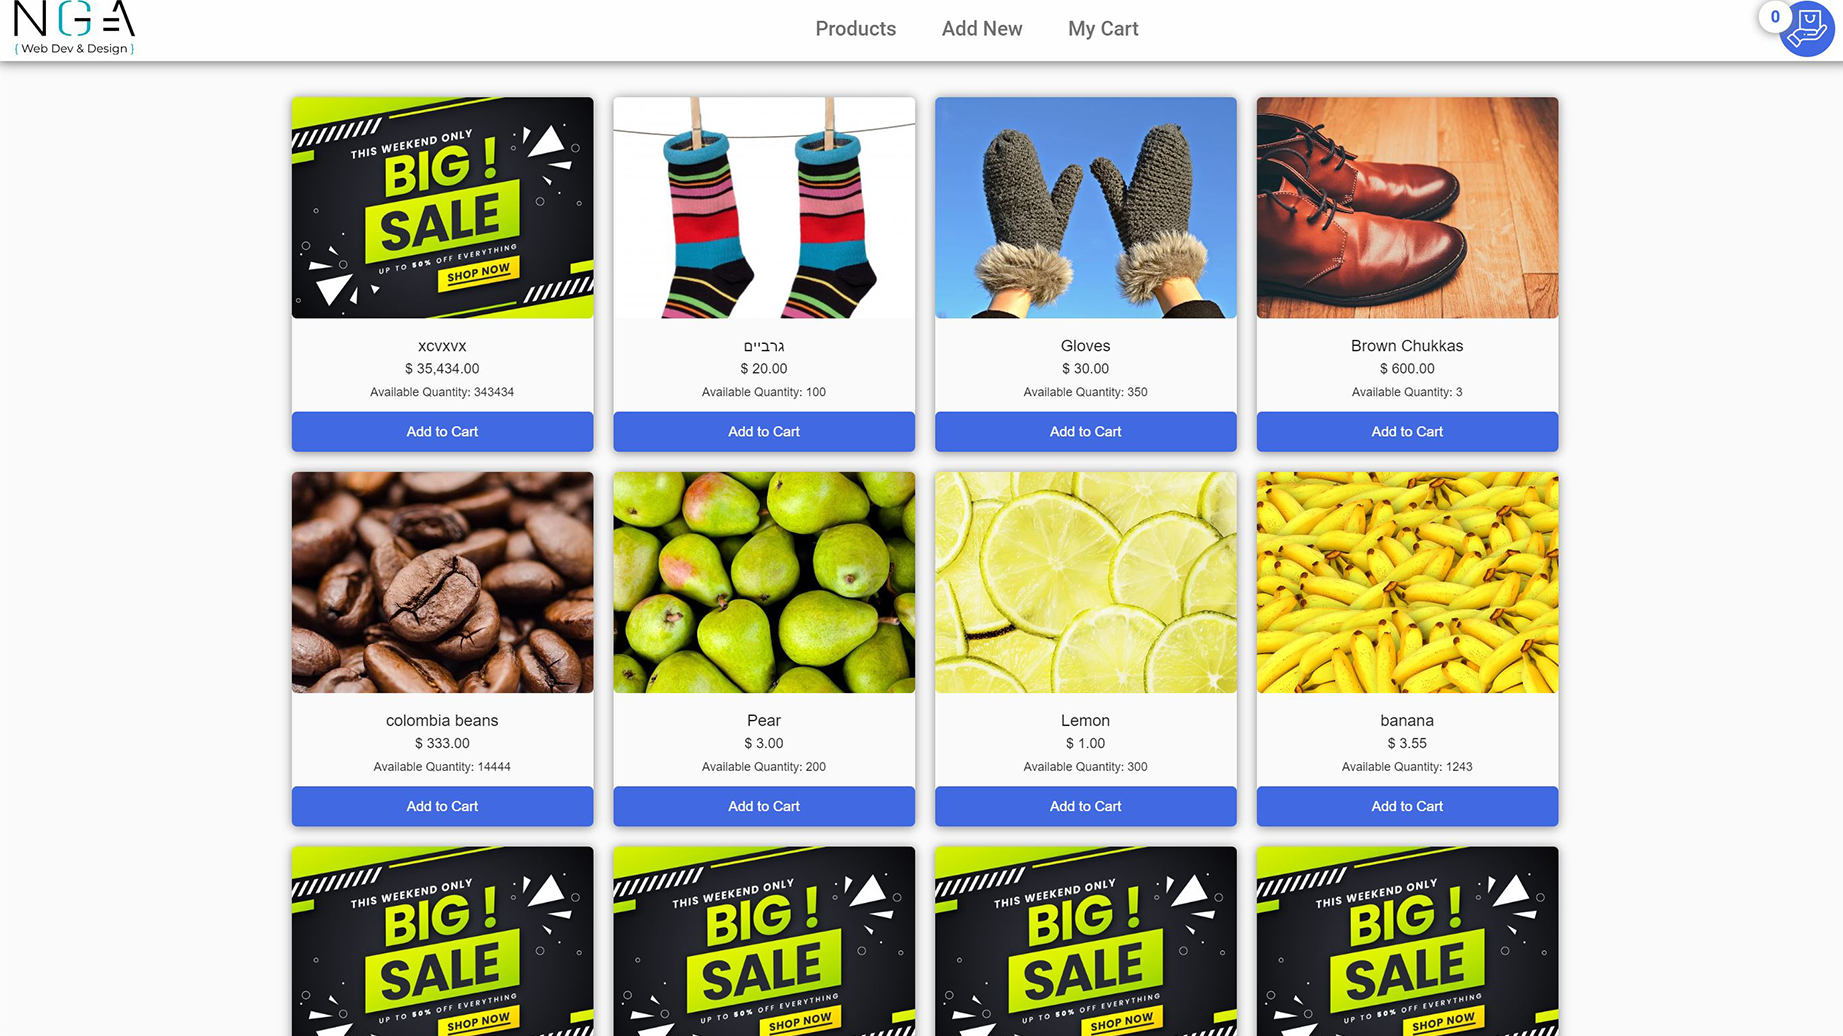 NGA
{ Web Dev & Design }
Products
Add New
My Cart
0
THIS WEEKEND ONLY
BIG !
SALE
UP TO 50% OFF EVERYTHING
SHOP NOW
xcvxvx
$ 35,434.00
Available Quantity: 343434
Add to Cart
גרביים
$ 20.00
Available Quantity: 100
Add to Cart
Gloves
$ 30.00
Available Quantity: 350
Add to Cart
Brown Chukkas
$ 600.00
Available Quantity: 3
Add to Cart
colombia beans
$ 333.00
Available Quantity: 14444
Add to Cart
Pear
$ 3.00
Available Quantity: 200
Add to Cart
Lemon
$ 1.00
Available Quantity: 300
Add to Cart
banana
$ 3.55
Available Quantity: 1243
Add to Cart
THIS WEEKEND ONLY
BIG !
SALE
UP TO 50% OFF EVERYTHING
SHOP NOW
THIS WEEKEND ONLY
BIG !
SALE
UP TO 50% OFF EVERYTHING
SHOP NOW
THIS WEEKEND ONLY
BIG !
SALE
UP TO 50% OFF EVERYTHING
SHOP NOW
THIS WEEKEND ONLY
BIG !
SALE
UP TO 50% OFF EVERYTHING
SHOP NOW